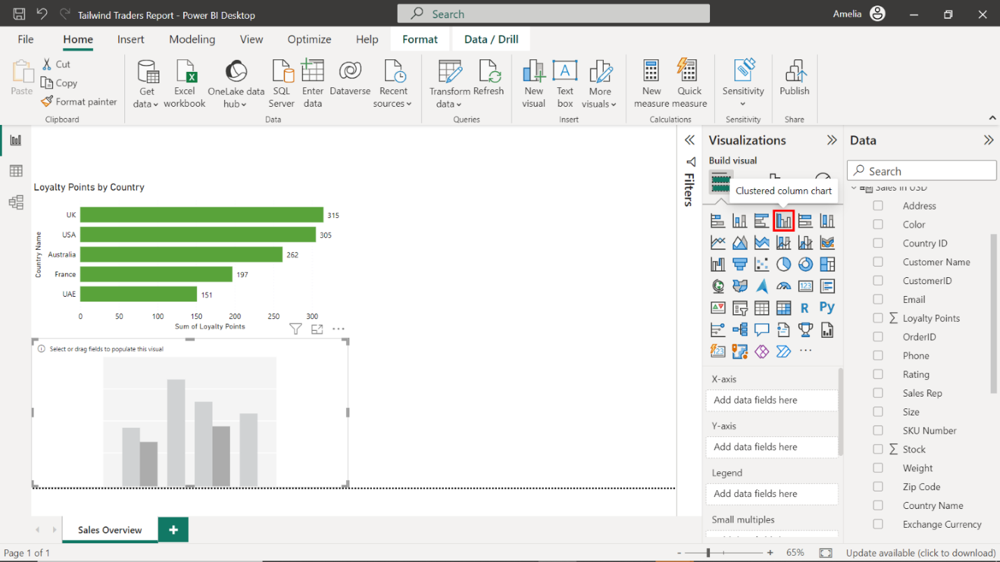 Tailwind Traders Report - Power BI Desktop
Search
Amelia
File Home Insert Modeling View Optimize Help Format Data / Drill
Paste
Cut
Copy
Format painter
Clipboard
Get data
Excel workbook
OneLake data hub
SQL Server
Enter data
Dataverse
Recent sources
Data
Transform data
Refresh
Queries
New visual
A
Text box
More visuals
Insert
New measure
Quick measure
Calculations
Sensitivity
Sensitivity
Publish
Share
Loyalty Points by Country
Country Name
UK 315
USA 305
Australia 262
France 197
UAE 151
0 50 100 150 200 250 300
Sum of Loyalty Points
Select or drag fields to populate this visual
Filters
Visualizations
Build visual
Clustered column chart
123
R Py
123
X-axis
Add data fields here
Y-axis
Add data fields here
Legend
Add data fields here
Small multiples
Data
Search
Sales in USD
Address
Color
Country ID
Customer Name
CustomerID
Email
Loyalty Points
OrderID
Phone
Rating
Sales Rep
Size
SKU Number
Stock
Weight
Zip Code
Country Name
Exchange Currency
Sales Overview
Page 1 of 1
- + 65%
Update available (click to download)